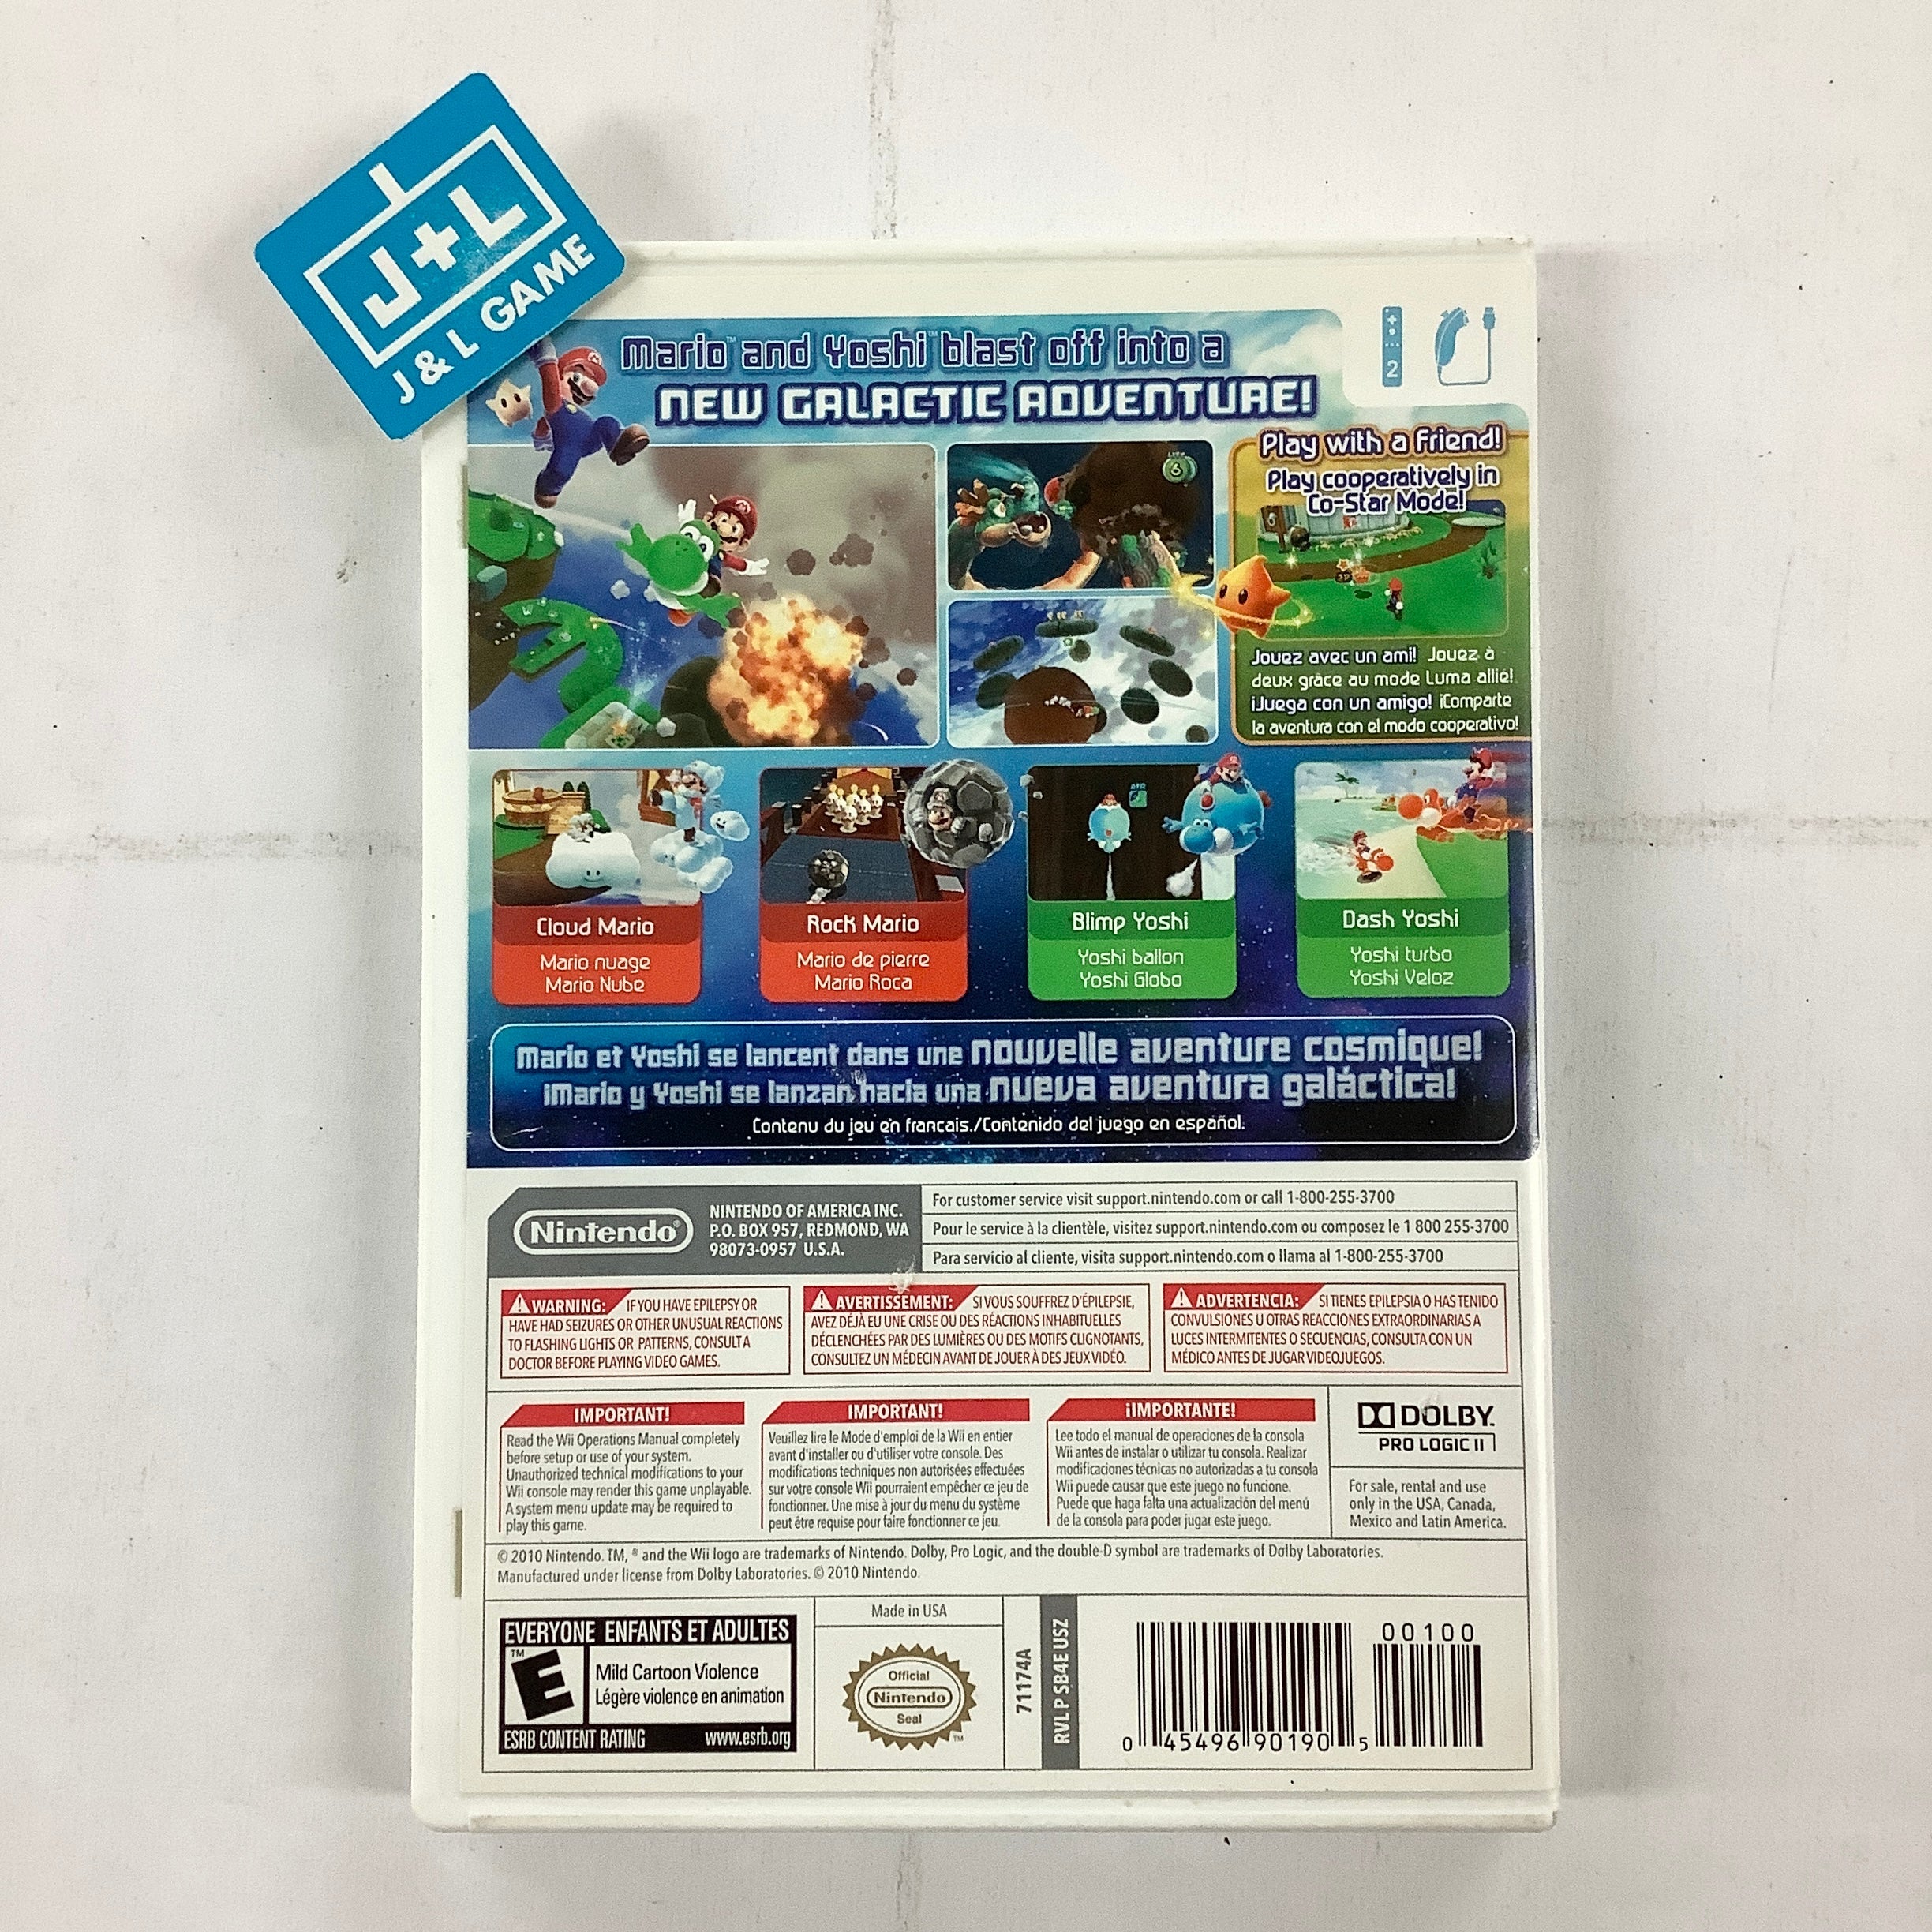 J+L
J & L GAME
Mario™ and Yoshi™ blast off into a
NEW GALACTIC ADVENTURE!
2
Play with a Friend!
Play cooperatively in
Co-Star Mode!
Jouez avec un ami! Jouez à
deux grâce au mode Luma allié!
¡Juega con un amigo! ¡Comparte
la aventura con el modo cooperativo!
Cloud Mario
Mario nuage
Mario Nube
Rock Mario
Mario de pierre
Mario Roca
Blimp Yoshi
Yoshi ballon
Yoshi Globo
Dash Yoshi
Yoshi turbo
Yoshi Veloz
Mario et Yoshi se lancent dans une nouvelle aventure cosmique!
¡Mario y Yoshi se lanzan hacia una nueva aventura galáctica!
Contenu du jeu en francais./Contenido del juego en español.
Nintendo®
NINTENDO OF AMERICA INC.
P.O. BOX 957, REDMOND, WA
98073-0957 U.S.A.
For customer service visit support.nintendo.com or call 1-800-255-3700
Pour le service à la clientèle, visitez support.nintendo.com ou composez le 1 800 255-3700
Para servicio al cliente, visita support.nintendo.com o llama al 1-800-255-3700
WARNING: IF YOU HAVE EPILEPSY OR
HAVE HAD SEIZURES OR OTHER UNUSUAL REACTIONS
TO FLASHING LIGHTS OR PATTERNS, CONSULT A
DOCTOR BEFORE PLAYING VIDEO GAMES.
AVERTISSEMENT: SI VOUS SOUFFREZ D'ÉPILEPSIE,
AVEZ DÉJÀ EU UNE CRISE OU DES RÉACTIONS INHABITUELLES
DÉCLENCHÉES PAR DES LUMIÈRES OU DES MOTIFS CLIGNOTANTS,
CONSULTEZ UN MÉDECIN AVANT DE JOUER À DES JEUX VIDÉO.
ADVERTENCIA: SI TIENES EPILEPSIA O HAS TENIDO
CONVULSIONES U OTRAS REACCIONES EXTRAORDINARIAS A
LUCES INTERMITENTES O SECUENCIAS, CONSULTA CON UN
MÉDICO ANTES DE JUGAR VIDEOJUEGOS.
IMPORTANT!
Read the Wii Operations Manual completely
before setup or use of your system.
Unauthorized technical modifications to your
Wii console may render this game unplayable.
A system menu update may be required to
play this game.
IMPORTANT!
Veuillez lire le Mode d'emploi de la Wii en entier
avant d'installer ou d'utiliser votre console. Des
modifications techniques non autorisées effectuées
sur votre console Wii pourraient empêcher ce jeu de
fonctionner. Une mise à jour du menu du système
peut être requise pour faire fonctionner ce jeu.
¡IMPORTANTE!
Lee todo el manual de operaciones de la consola
Wii antes de instalar o utilizar tu consola. Realizar
modificaciones técnicas no autorizadas a tu consola
Wii puede causar que este juego no funcione.
Puede que haga falta una actualización del menú
de la consola para poder jugar este juego.
DOLBY
PRO LOGIC II
For sale, rental and use
only in the USA, Canada,
Mexico and Latin America.
© 2010 Nintendo. TM, ® and the Wii logo are trademarks of Nintendo. Dolby, Pro Logic, and the double-D symbol are trademarks of Dolby Laboratories.
Manufactured under license from Dolby Laboratories. © 2010 Nintendo.
EVERYONE ENFANTS ET ADULTES
E™
Mild Cartoon Violence
Légère violence en animation
ESRB CONTENT RATING www.esrb.org
Made in USA
Official
Nintendo
Seal
™
71174A
RVL P SB4E USZ
00100
0 45496 90190 5